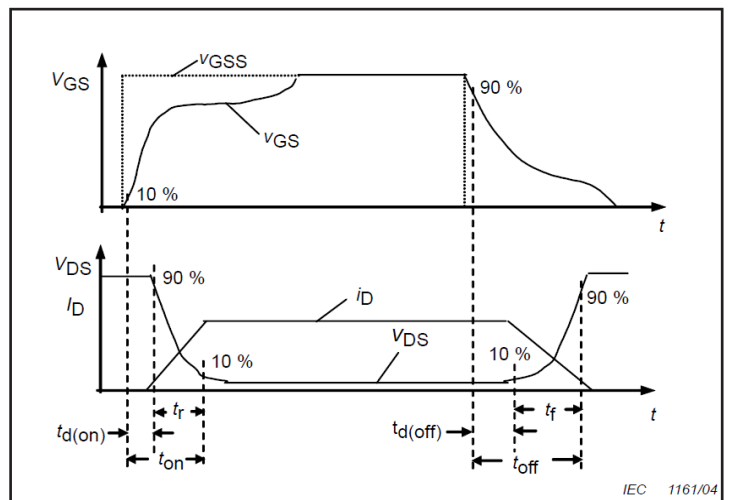 vGSS
VGS
90 %
vGS
10 %
t
VDS
90 %
iD
ID
90 %
VDS
10 %
10 %
tr
tf
t
td(on)
td(off)
ton
toff
IEC 1161/04